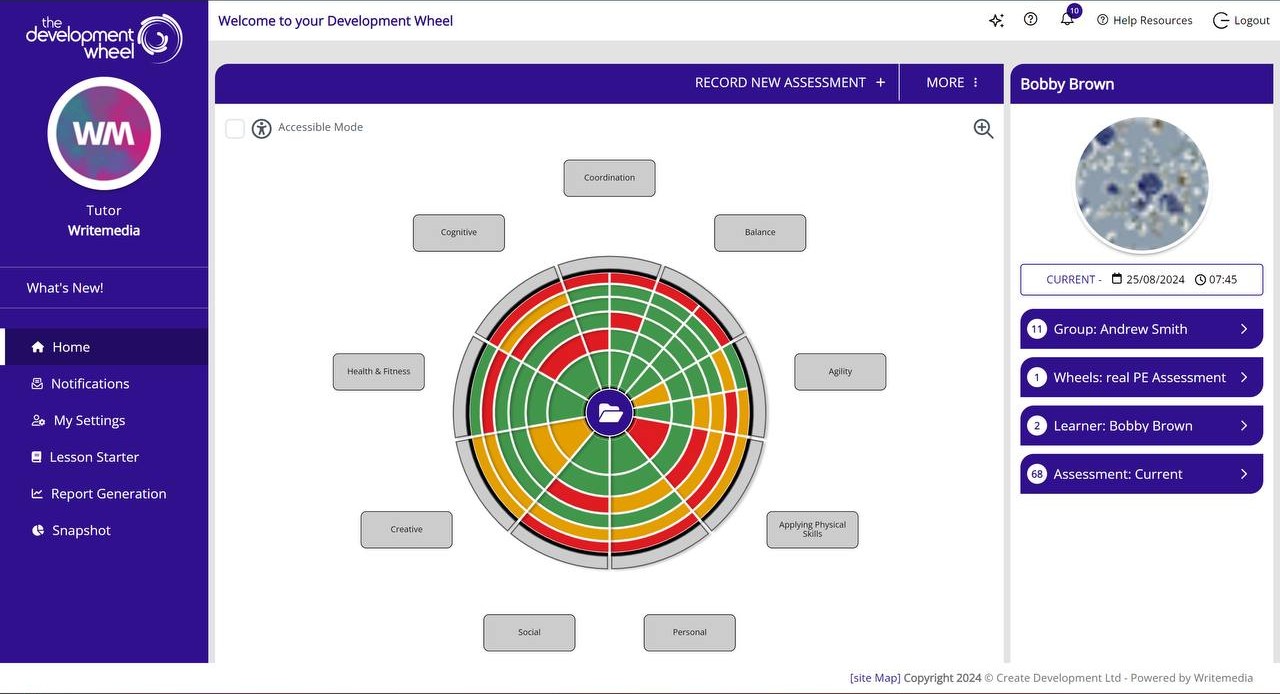 the
development
wheel
Welcome to your Development Wheel
10
Help Resources
Logout
WM
Tutor
Writemedia
What's New!
Home
Notifications
My Settings
Lesson Starter
Report Generation
Snapshot
RECORD NEW ASSESSMENT +
MORE
Accessible Mode
Coordination
Cognitive
Balance
Health & Fitness
Agility
Creative
Applying Physical
Skills
Social
Personal
Bobby Brown
CURRENT - 25/08/2024 07:45
11 Group: Andrew Smith
1 Wheels: real PE Assessment
2 Learner: Bobby Brown
68 Assessment: Current
[site Map] Copyright 2024 © Create Development Ltd - Powered by Writemedia